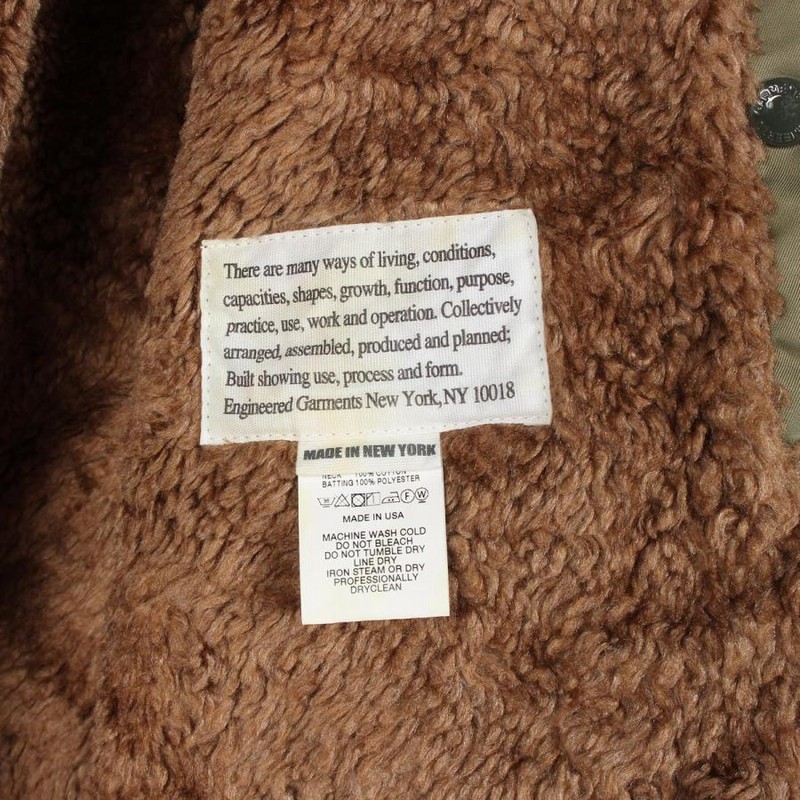 There are many ways of living, conditions,
capacities, shapes, growth, function, purpose,
practice, use, work and operation. Collectively
arranged, assembled, produced and planned;
Built showing use, process and form.
Engineered Garments New York, NY 10018
MADE IN NEW YORK
NECK 100% COTTON
BATTING 100% POLYESTER
MADE IN USA
MACHINE WASH COLD
DO NOT BLEACH
DO NOT TUMBLE DRY
LINE DRY
IRON STEAM OR DRY
PROFESSIONALLY
DRYCLEAN